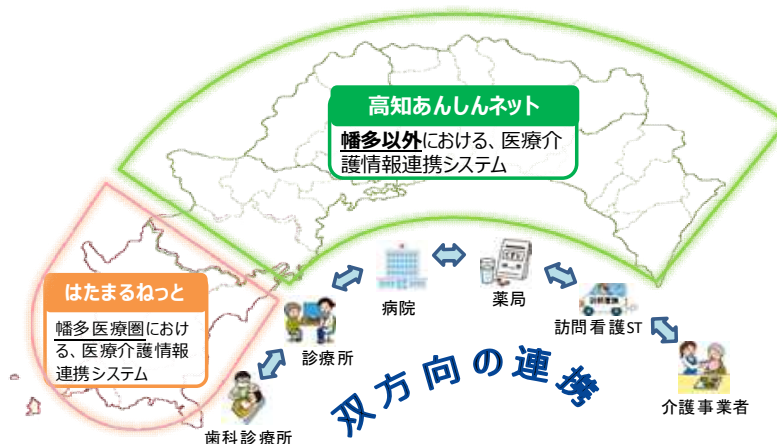 高知あんしんネット
幡多以外における、医療介
護情報連携システム
はたまるねっと
幡多医療圏におけ
る、医療介護情報
連携システム
病院
薬局
訪問看護ST
診療所
介護事業者
歯科診療所
双方向の連携